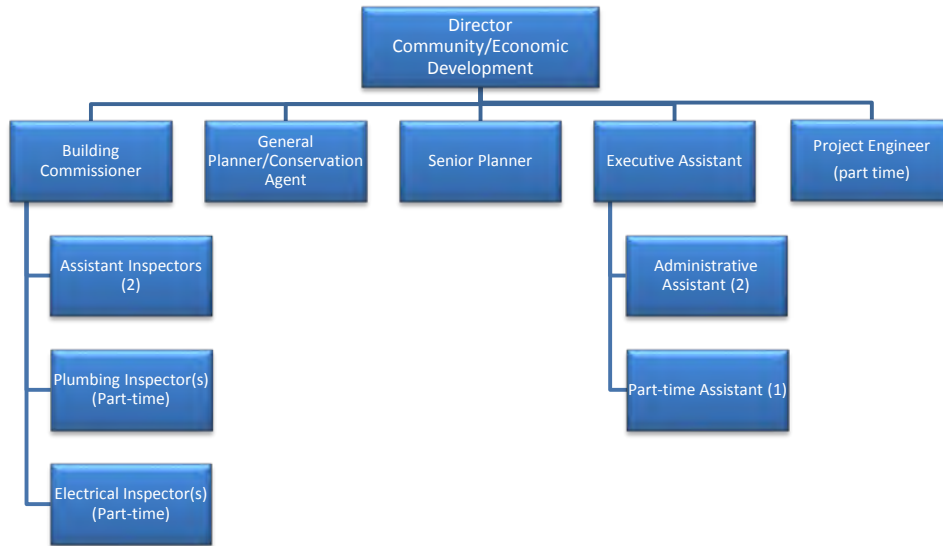 Director
Community/Economic
Development
Building
Commissioner
General
Planner/Conservation
Agent
Senior Planner
Executive Assistant
Project Engineer
(part time)
Assistant Inspectors
(2)
Administrative
Assistant (2)
Plumbing Inspector(s)
(Part-time)
Part-time Assistant (1)
Electrical Inspector(s)
(Part-time)